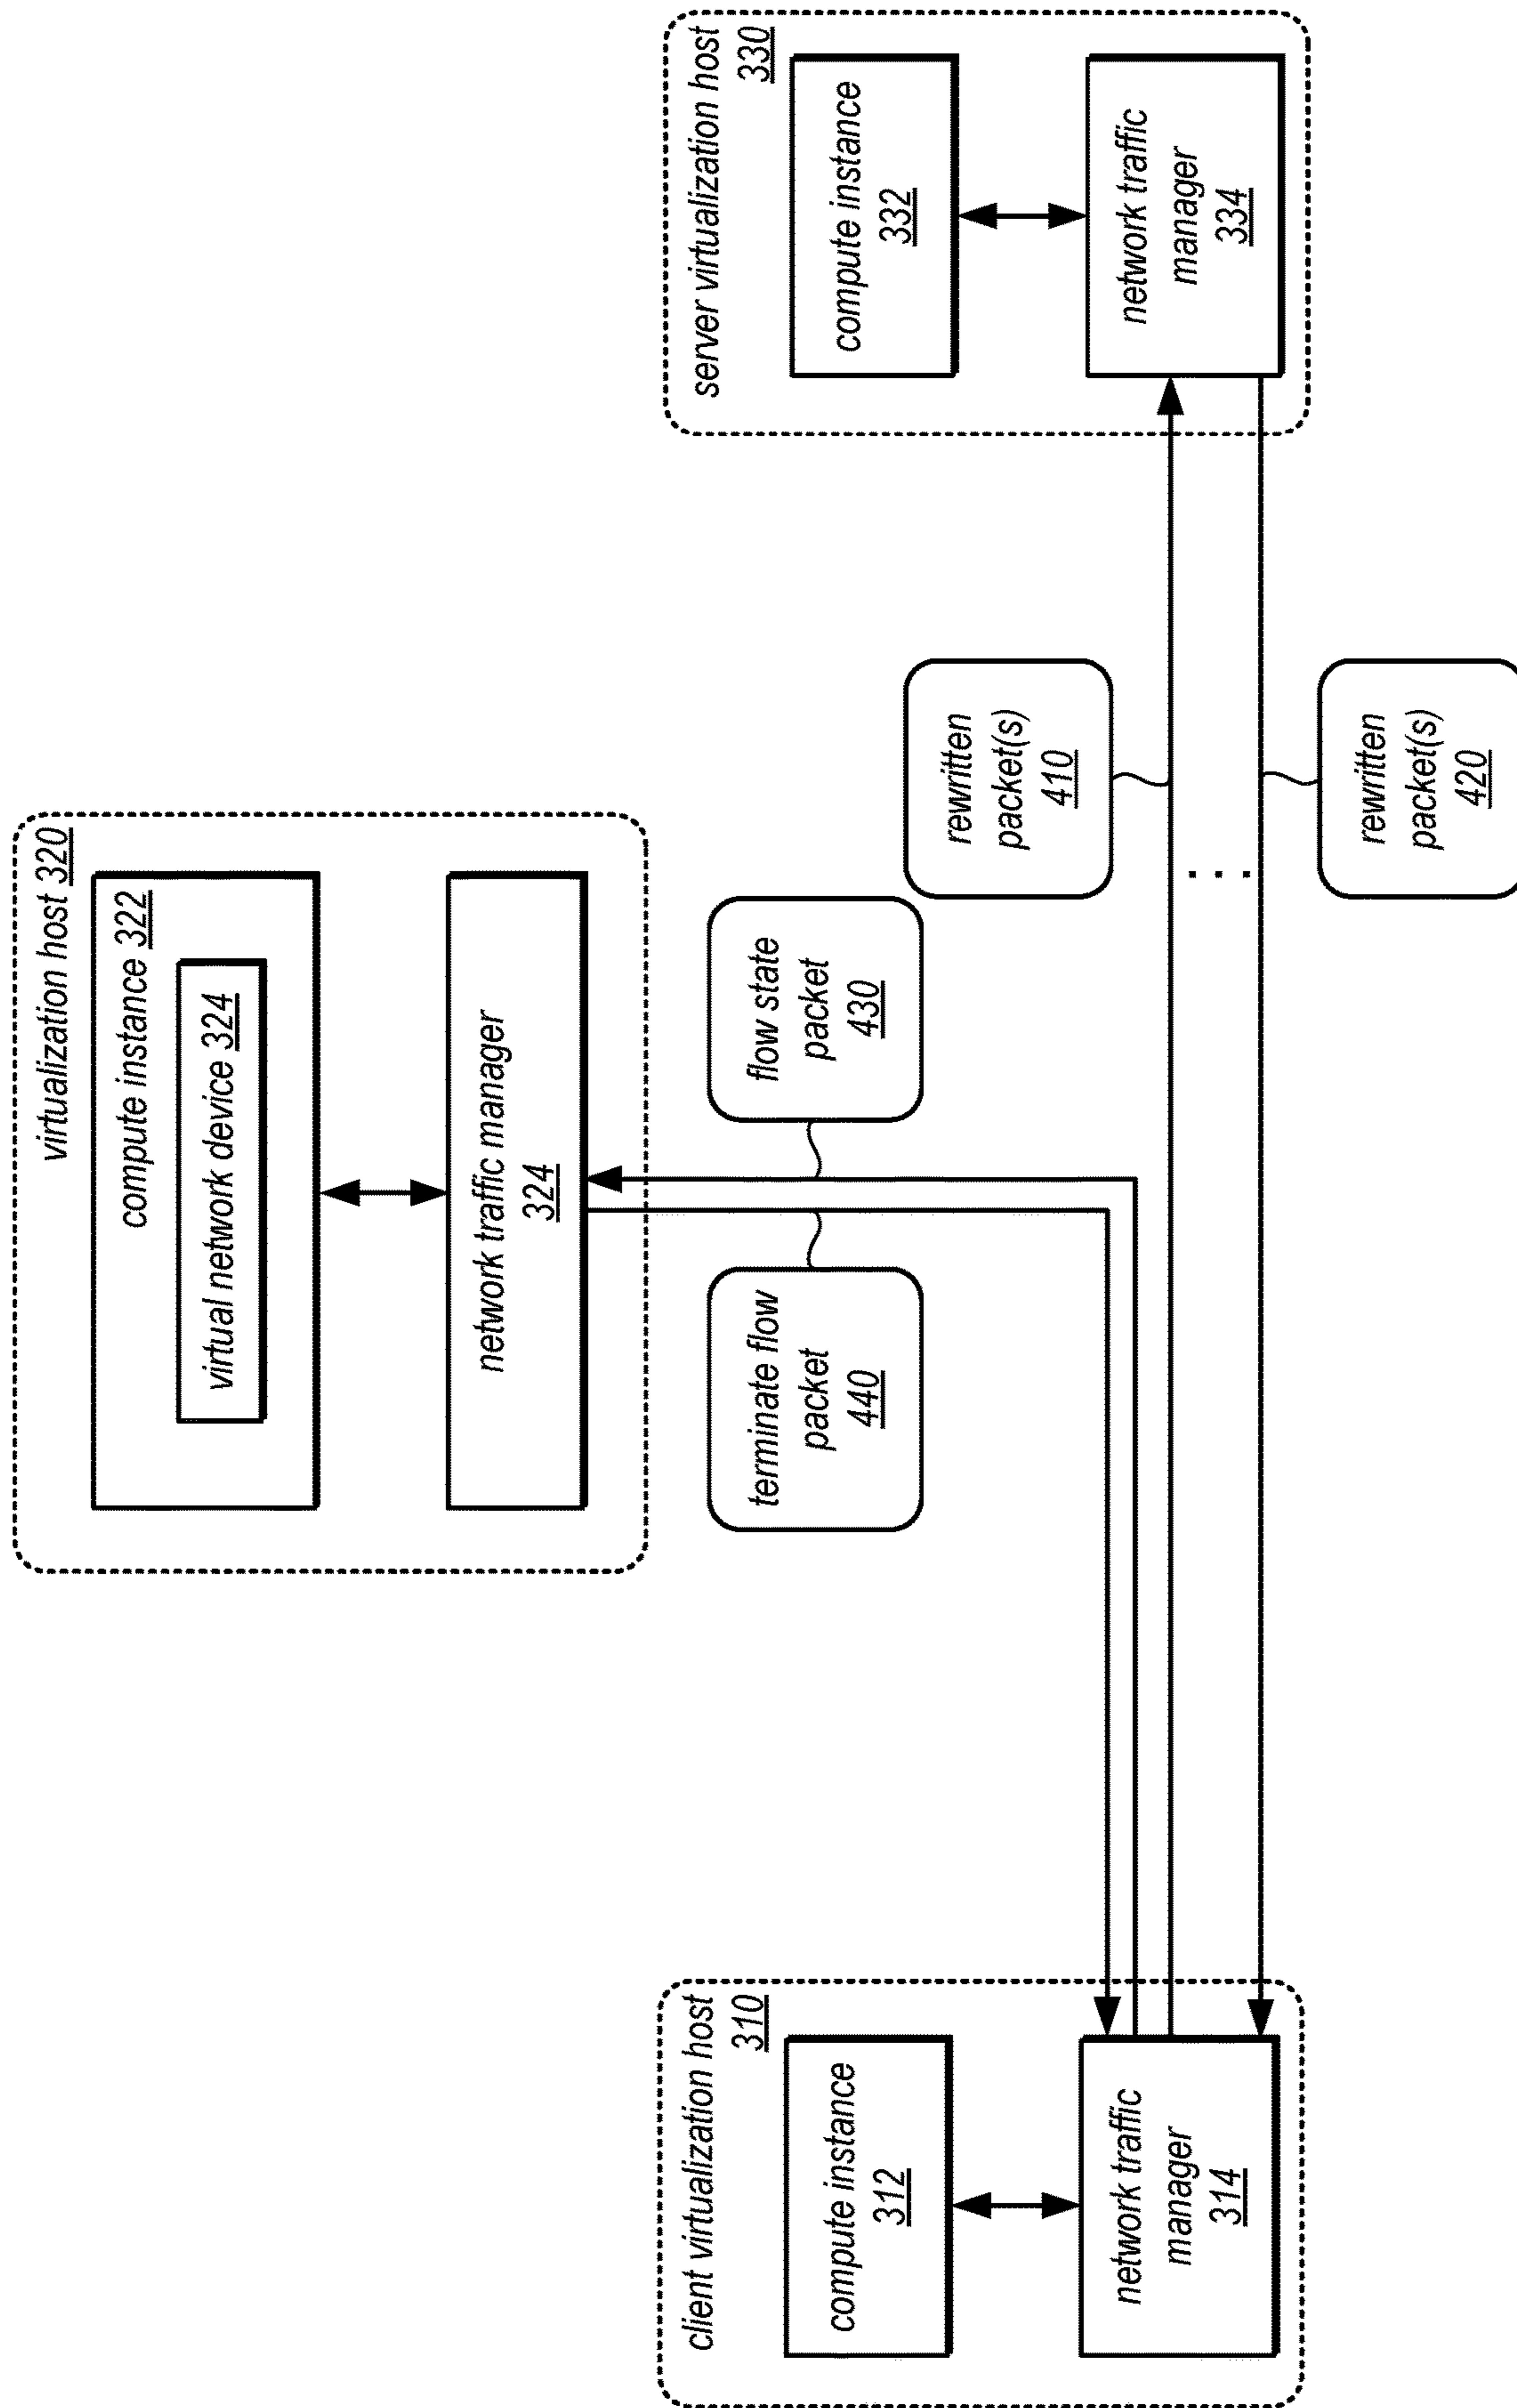 virtualization host 320
compute instance 322
virtual network device 324
network traffic manager
324
terminate flow
packet
440
flow state
packet
430
client virtualization host
310
compute instance
312
network traffic
manager
314
rewritten
packet(s)
410
. . .
rewritten
packet(s)
420
server virtualization host
330
compute instance
332
network traffic
manager
334